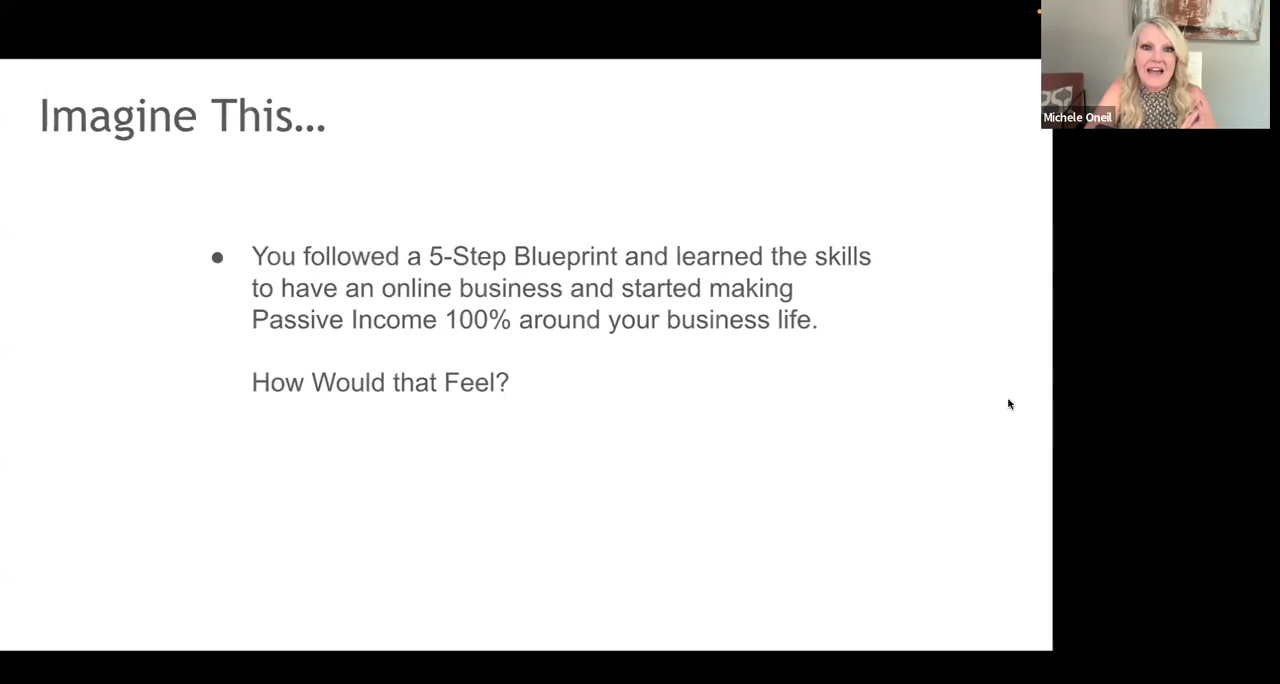 Imagine This...
Michele Oneil
● You followed a 5-Step Blueprint and learned the skills
to have an online business and started making
Passive Income 100% around your business life.
How Would that Feel?